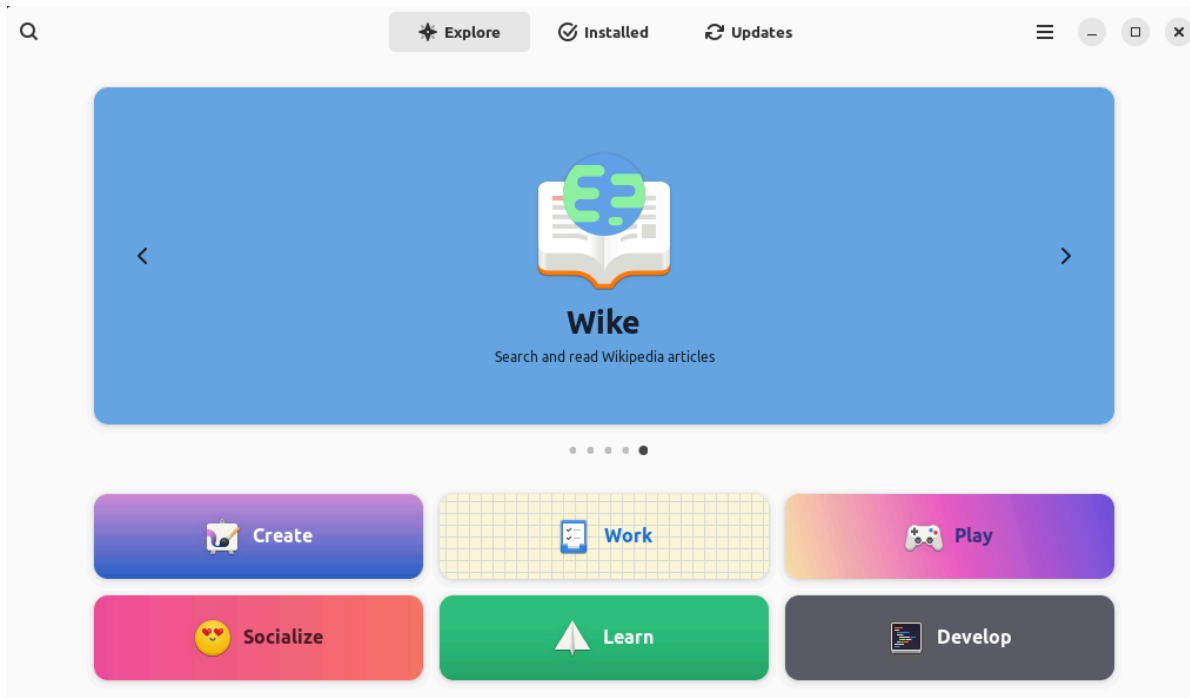 Explore Installed Updates
Wike
Search and read Wikipedia articles
Create Work Play
Socialize Learn Develop